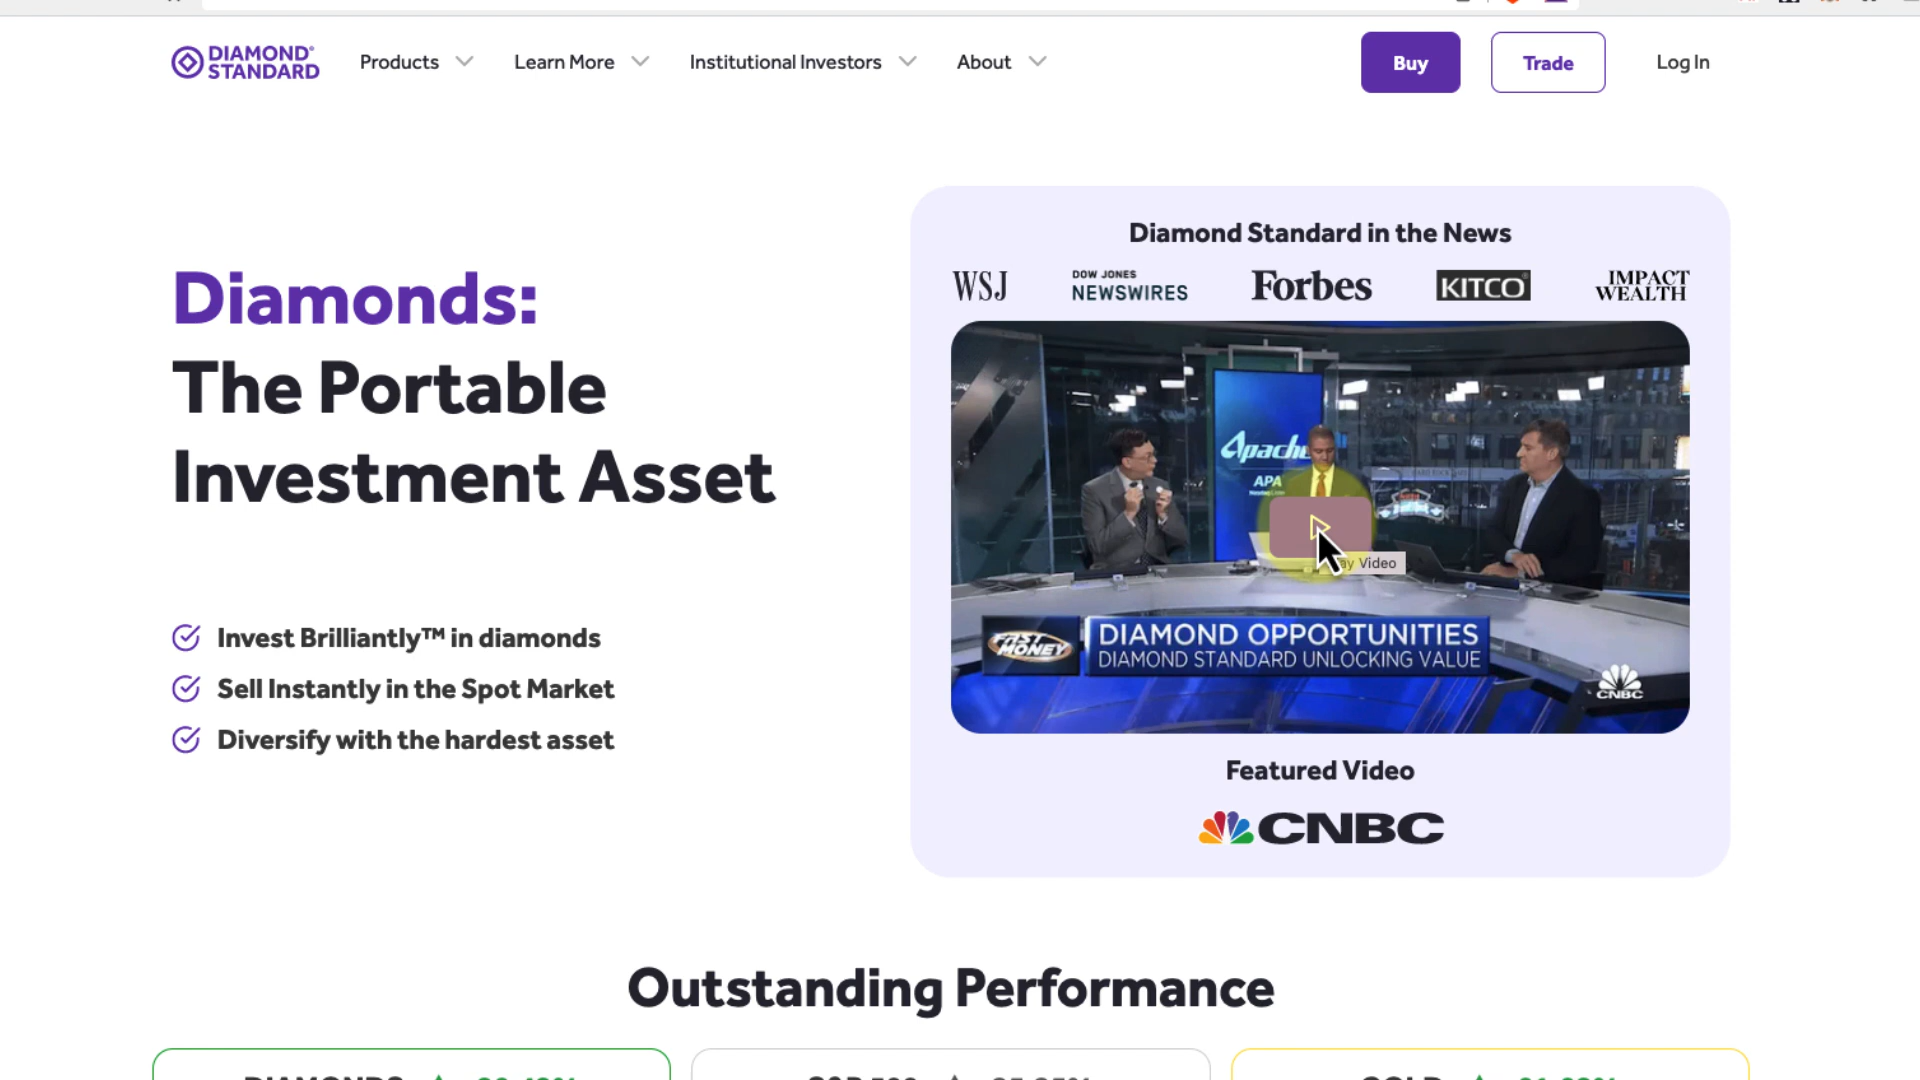 DIAMOND®
STANDARD
Products
Learn More
Institutional Investors
About
Buy
Trade
Log In
Diamonds:
The Portable
Investment Asset
Invest Brilliantly™ in diamonds
Sell Instantly in the Spot Market
Diversify with the hardest asset
Diamond Standard in the News
WSJ
DOW JONES
NEWSWIRES
Forbes
KITCO
IMPACT
WEALTH
Apache
APA
Video
FAST
MONEY
DIAMOND OPPORTUNITIES
DIAMOND STANDARD UNLOCKING VALUE
CNBC
Featured Video
CNBC
Outstanding Performance
DIAMONDS
S&P 500
GOLD